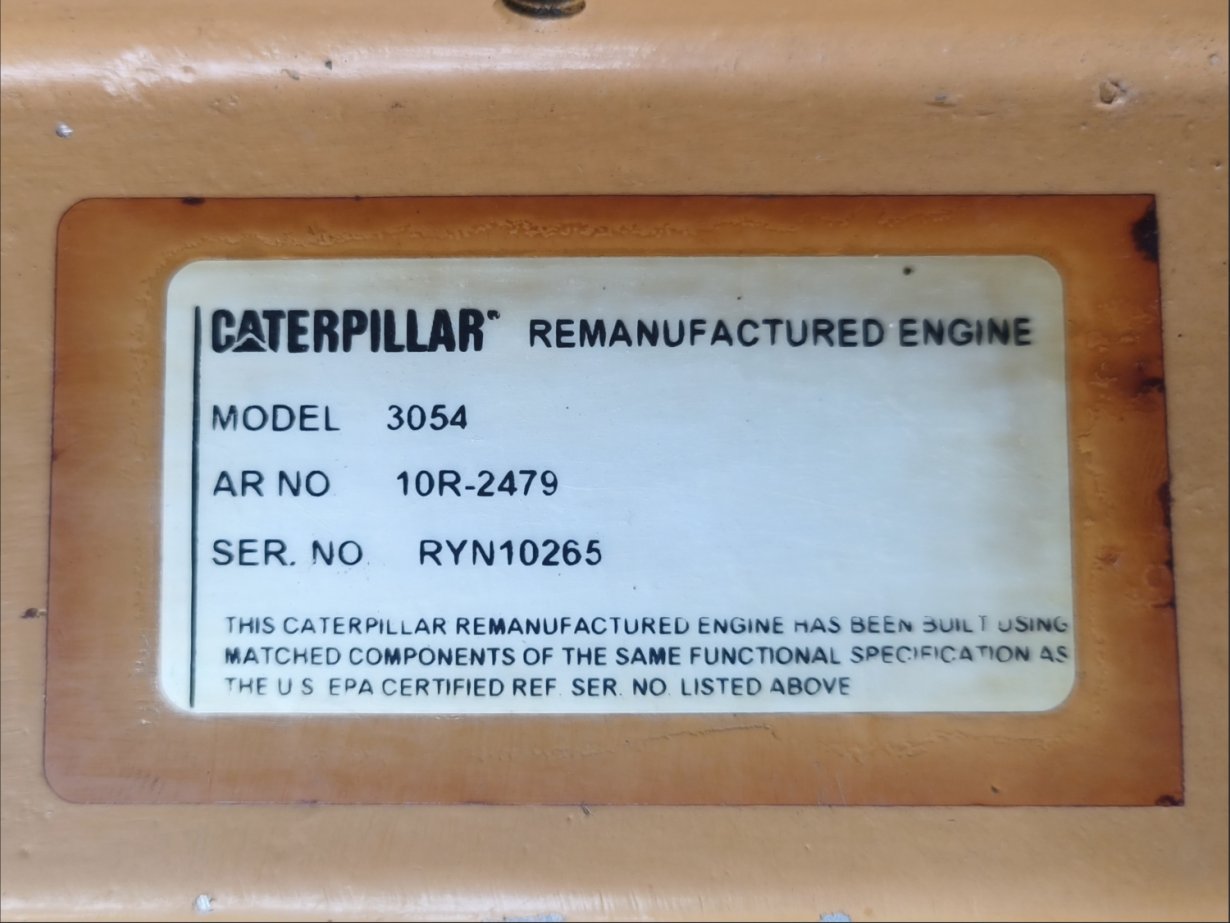 CATERPILLAR® REMANUFACTURED ENGINE
MODEL 3054
AR NO 10R-2479
SER. NO RYN10265
THIS CATERPILLAR REMANUFACTURED ENGINE HAS BEEN BUILT USING
MATCHED COMPONENTS OF THE SAME FUNCTIONAL SPECIFICATION AS
THE U S EPA CERTIFIED REF. SER. NO. LISTED ABOVE